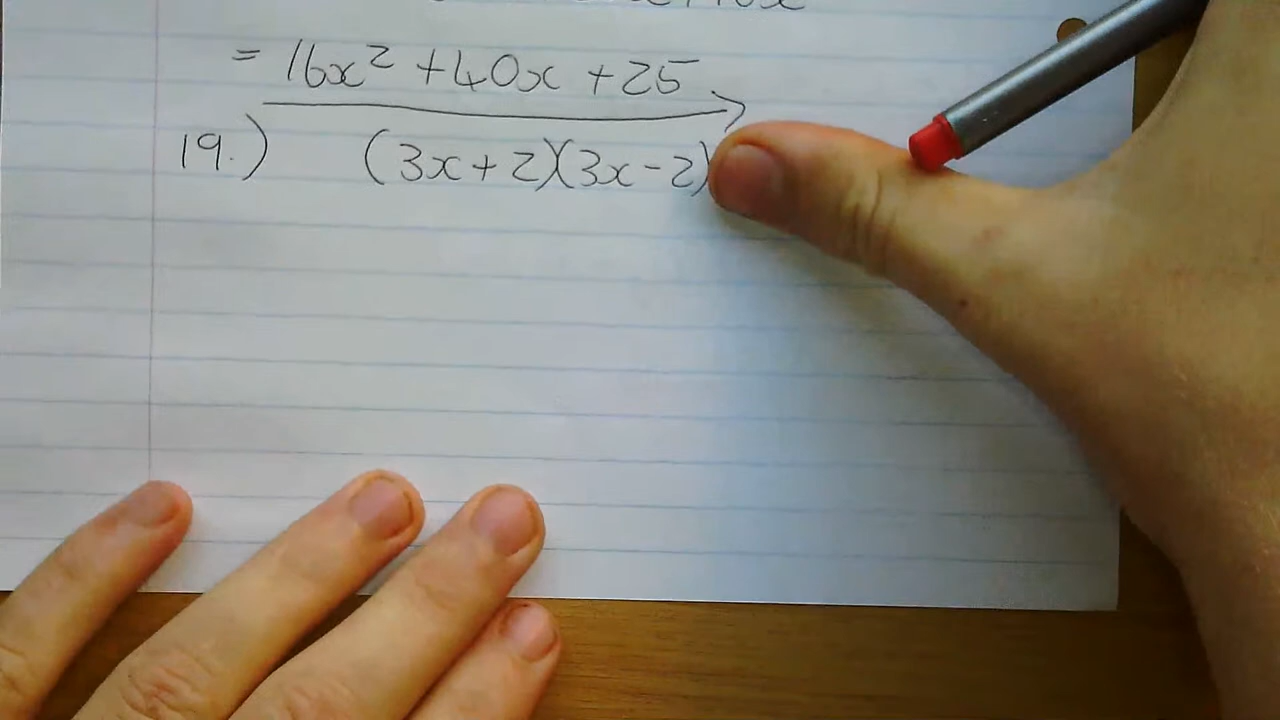 = 16x² + 40x + 25
19.) (3x + 2)(3x - 2)